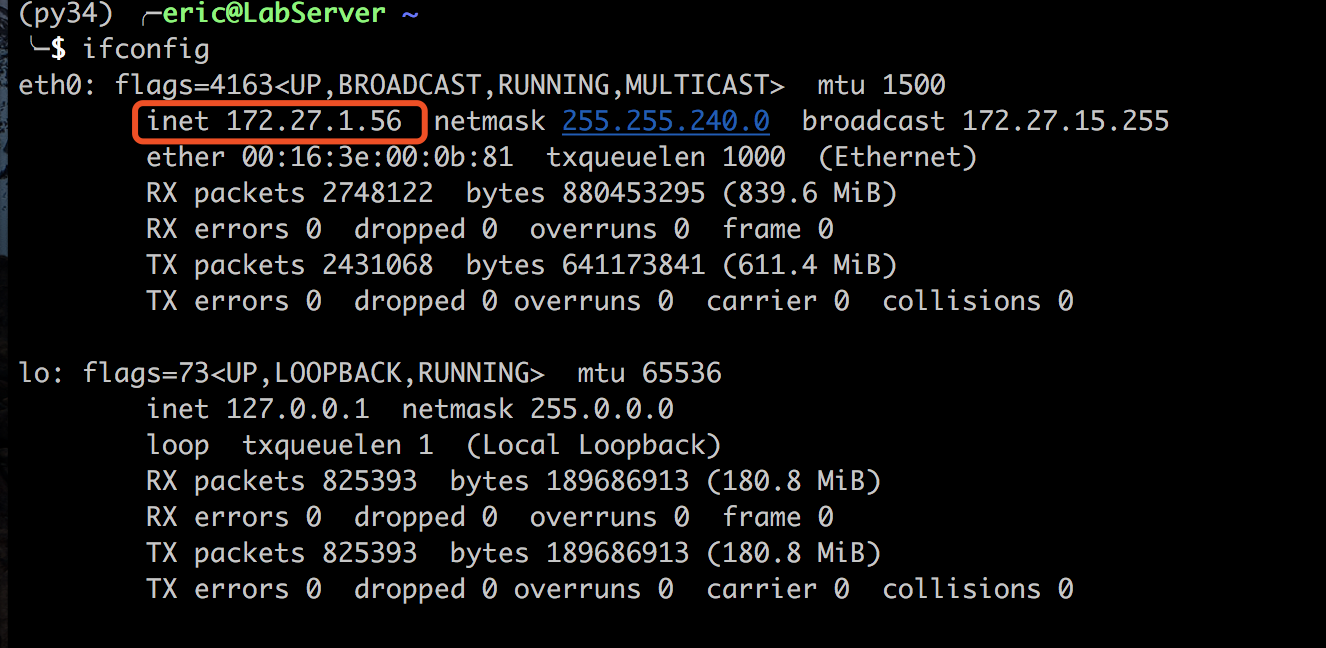 (py34) ╭─eric@LabServer ~
╰─$ ifconfig
eth0: flags=4163<UP,BROADCAST,RUNNING,MULTICAST>  mtu 1500
        inet 172.27.1.56  netmask 255.255.240.0  broadcast 172.27.15.255
        ether 00:16:3e:00:0b:81  txqueuelen 1000  (Ethernet)
        RX packets 2748122  bytes 880453295 (839.6 MiB)
        RX errors 0  dropped 0  overruns 0  frame 0
        TX packets 2431068  bytes 641173841 (611.4 MiB)
        TX errors 0  dropped 0 overruns 0  carrier 0  collisions 0
lo: flags=73<UP,LOOPBACK,RUNNING>  mtu 65536
        inet 127.0.0.1  netmask 255.0.0.0
        loop  txqueuelen 1  (Local Loopback)
        RX packets 825393  bytes 189686913 (180.8 MiB)
        RX errors 0  dropped 0  overruns 0  frame 0
        TX packets 825393  bytes 189686913 (180.8 MiB)
        TX errors 0  dropped 0 overruns 0  carrier 0  collisions 0